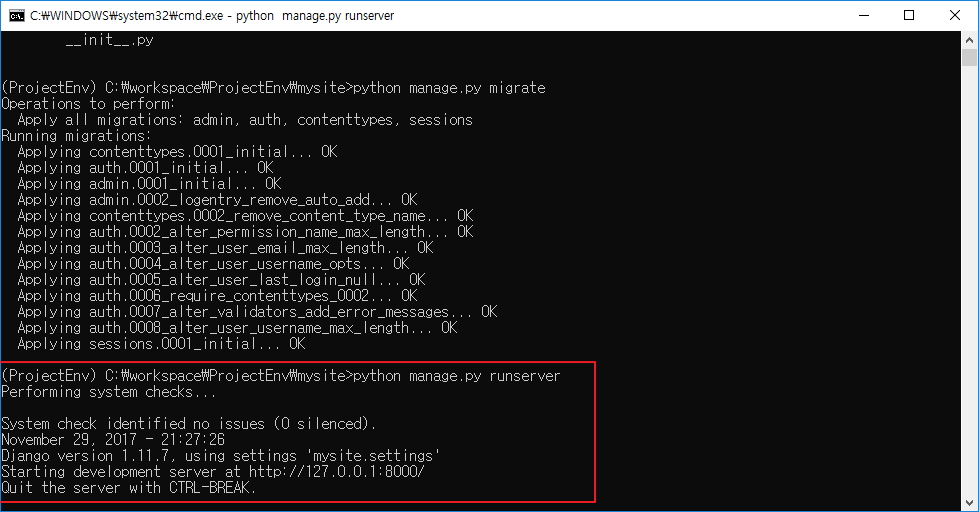 C:₩WINDOWS₩system32₩cmd.exe - python  manage.py runserver
__init__.py
(ProjectEnv) C:₩workspace₩ProjectEnv₩mysite>python manage.py migrate
Operations to perform:
  Apply all migrations: admin, auth, contenttypes, sessions
Running migrations:
  Applying contenttypes.0001_initial... OK
  Applying auth.0001_initial... OK
  Applying admin.0001_initial... OK
  Applying admin.0002_logentry_remove_auto_add... OK
  Applying contenttypes.0002_remove_content_type_name... OK
  Applying auth.0002_alter_permission_name_max_length... OK
  Applying auth.0003_alter_user_email_max_length... OK
  Applying auth.0004_alter_user_username_opts... OK
  Applying auth.0005_alter_user_last_login_null... OK
  Applying auth.0006_require_contenttypes_0002... OK
  Applying auth.0007_alter_validators_add_error_messages... OK
  Applying auth.0008_alter_user_username_max_length... OK
  Applying sessions.0001_initial... OK
(ProjectEnv) C:₩workspace₩ProjectEnv₩mysite>python manage.py runserver
Performing system checks...
System check identified no issues (0 silenced).
November 29, 2017 - 21:27:26
Django version 1.11.7, using settings 'mysite.settings'
Starting development server at http://127.0.0.1:8000/
Quit the server with CTRL-BREAK.